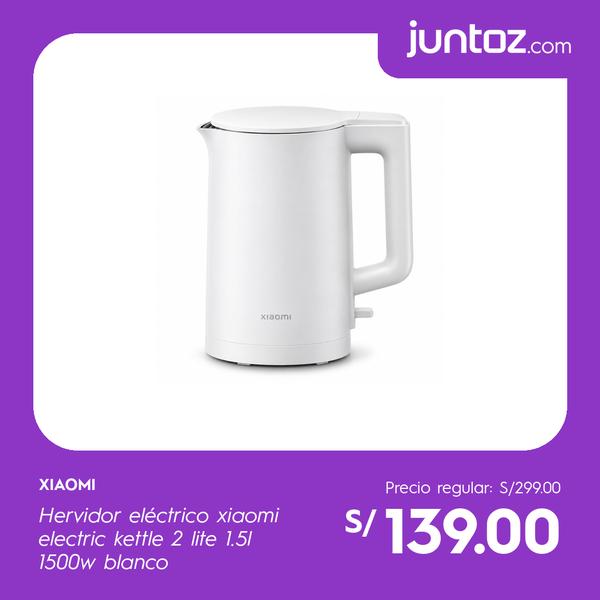 juntoz.com
xiaomi
XIAOMI
Hervidor eléctrico xiaomi
electric kettle 2 lite 1.5l
1500w blanco
Precio regular: S/299.00
S/139.00